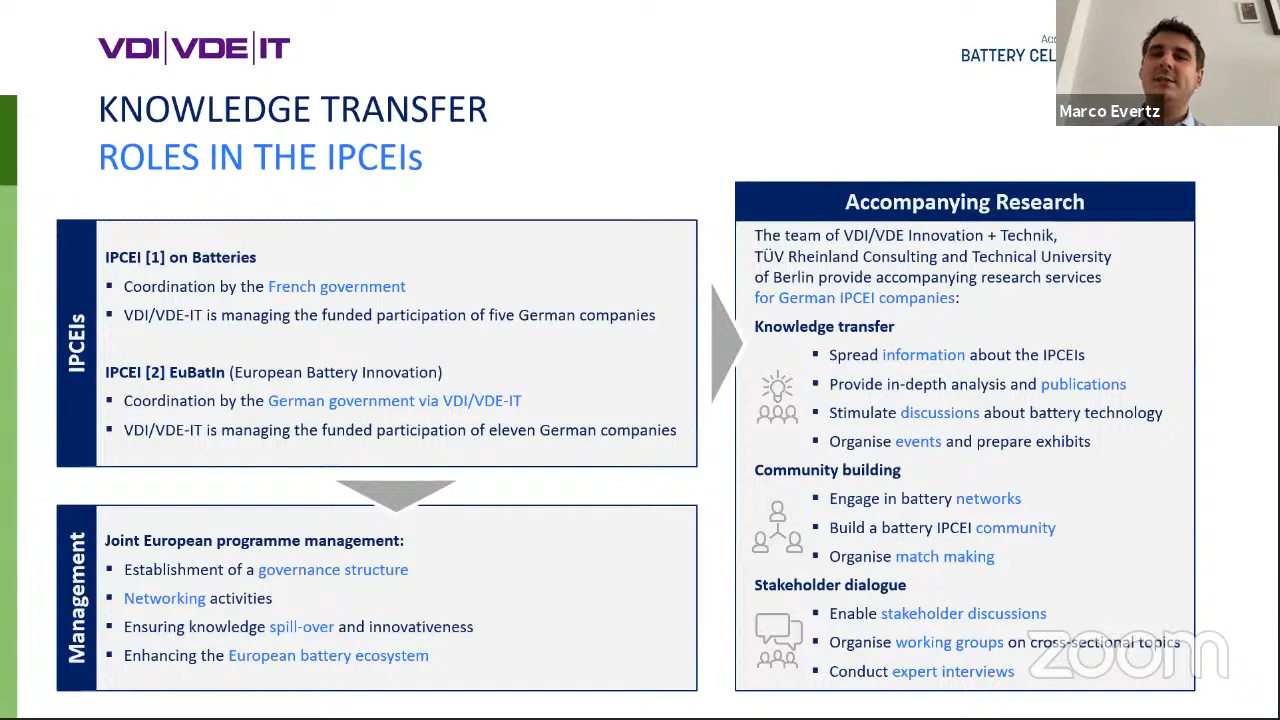 VDI|VDE|IT
BATTERY
Marco Evertz
KNOWLEDGE TRANSFER
ROLES IN THE IPCEIs
IPCEIs
IPCEI [1] on Batteries
▪ Coordination by the French government
▪ VDI/VDE-IT is managing the funded participation of five German companies
IPCEI [2] EuBatIn (European Battery Innovation)
▪ Coordination by the German government via VDI/VDE-IT
▪ VDI/VDE-IT is managing the funded participation of eleven German companies
Management
Joint European programme management:
▪ Establishment of a governance structure
▪ Networking activities
▪ Ensuring knowledge spill-over and innovativeness
▪ Enhancing the European battery ecosystem
Accompanying Research
The team of VDI/VDE Innovation + Technik,
TÜV Rheinland Consulting and Technical University
of Berlin provide accompanying research services
for German IPCEI companies:
Knowledge transfer
▪ Spread information about the IPCEIs
▪ Provide in-depth analysis and publications
▪ Stimulate discussions about battery technology
▪ Organise events and prepare exhibits
Community building
▪ Engage in battery networks
▪ Build a battery IPCEI community
▪ Organise match making
Stakeholder dialogue
▪ Enable stakeholder discussions
▪ Organise working groups on cross-sectional topics
▪ Conduct expert interviews
zoom